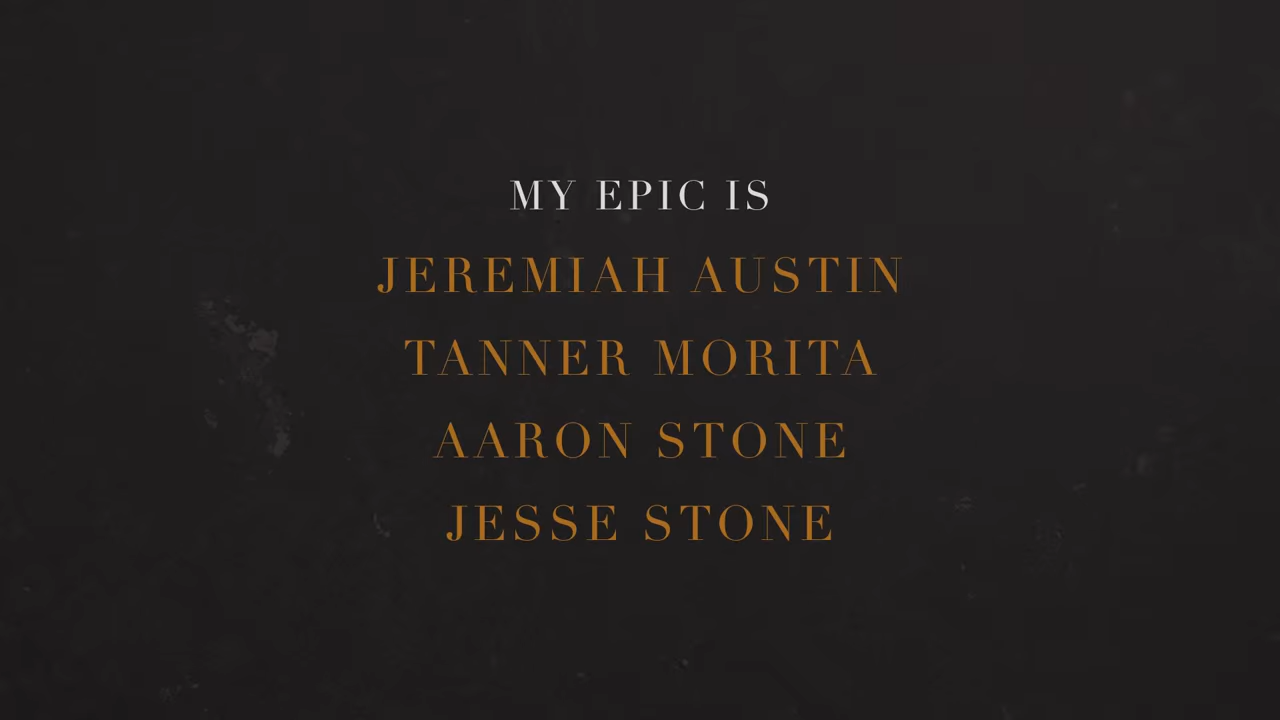 MY EPIC IS
JEREMIAH AUSTIN
TANNER MORITA
AARON STONE
JESSE STONE